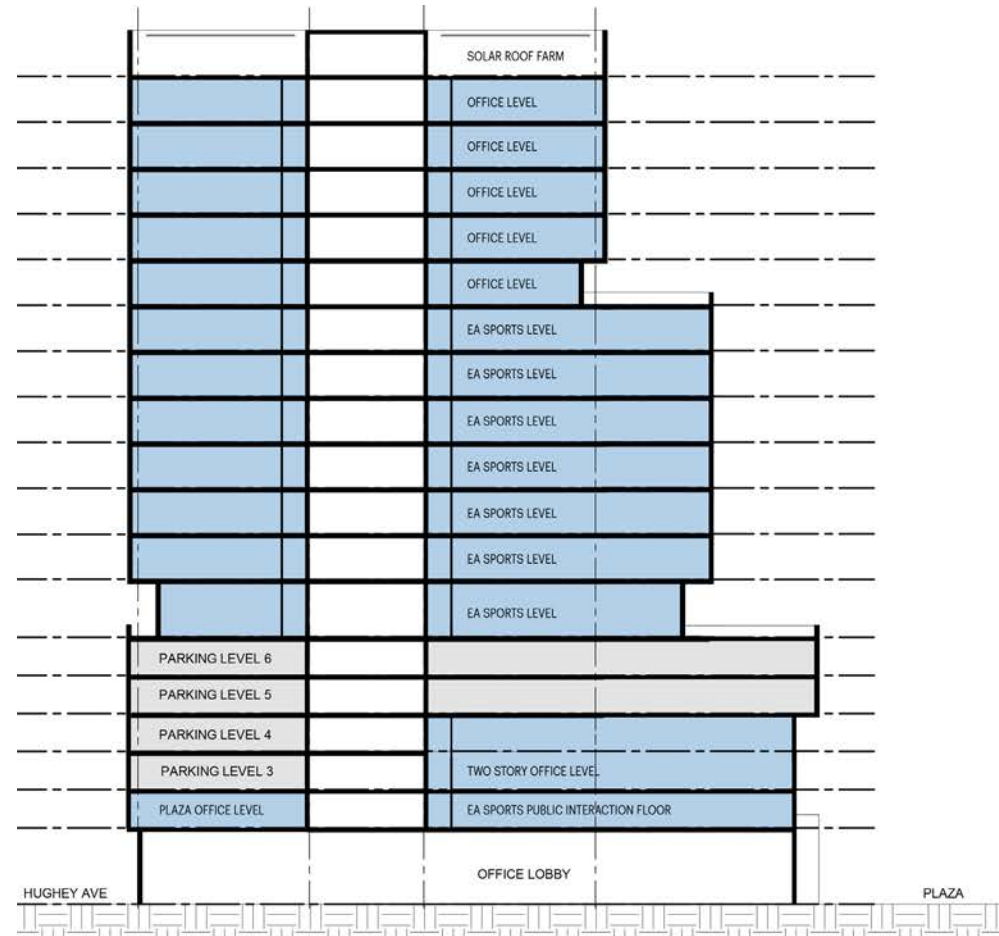 SOLAR ROOF FARM
OFFICE LEVEL
OFFICE LEVEL
OFFICE LEVEL
OFFICE LEVEL
OFFICE LEVEL
EA SPORTS LEVEL
EA SPORTS LEVEL
EA SPORTS LEVEL
EA SPORTS LEVEL
EA SPORTS LEVEL
EA SPORTS LEVEL
EA SPORTS LEVEL
PARKING LEVEL 6
PARKING LEVEL 5
PARKING LEVEL 4
PARKING LEVEL 3
TWO STORY OFFICE LEVEL
PLAZA OFFICE LEVEL
EA SPORTS PUBLIC INTERACTION FLOOR
OFFICE LOBBY
HUGHEY AVE
PLAZA